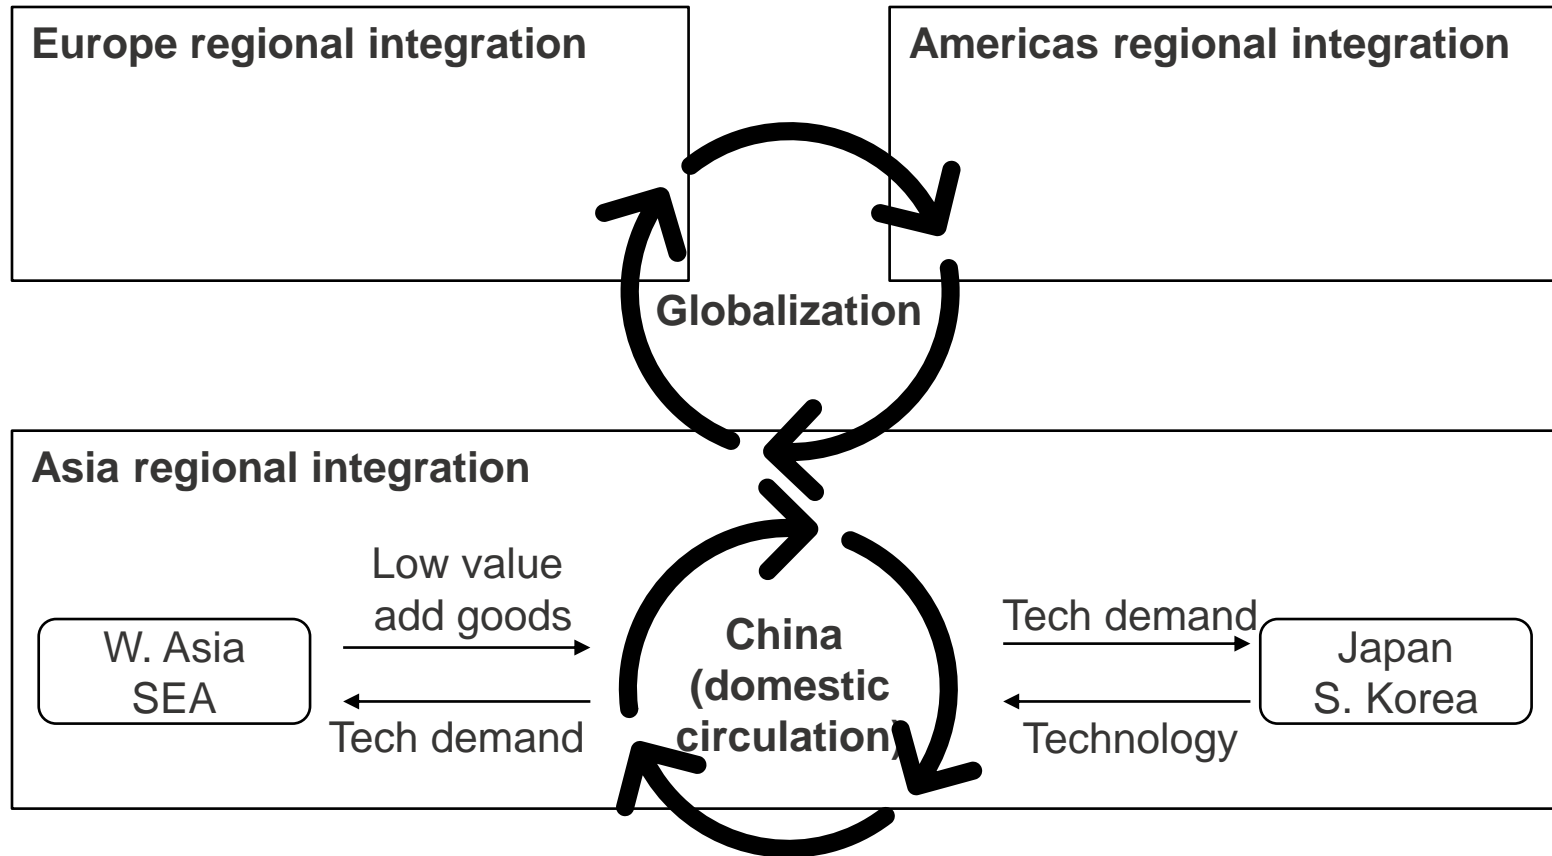 Europe regional integration
Americas regional integration
Globalization
Asia regional integration
Low value
add goods
W. Asia
SEA
Tech demand
China
(domestic
circulation)
Tech demand
Technology
Japan
S. Korea